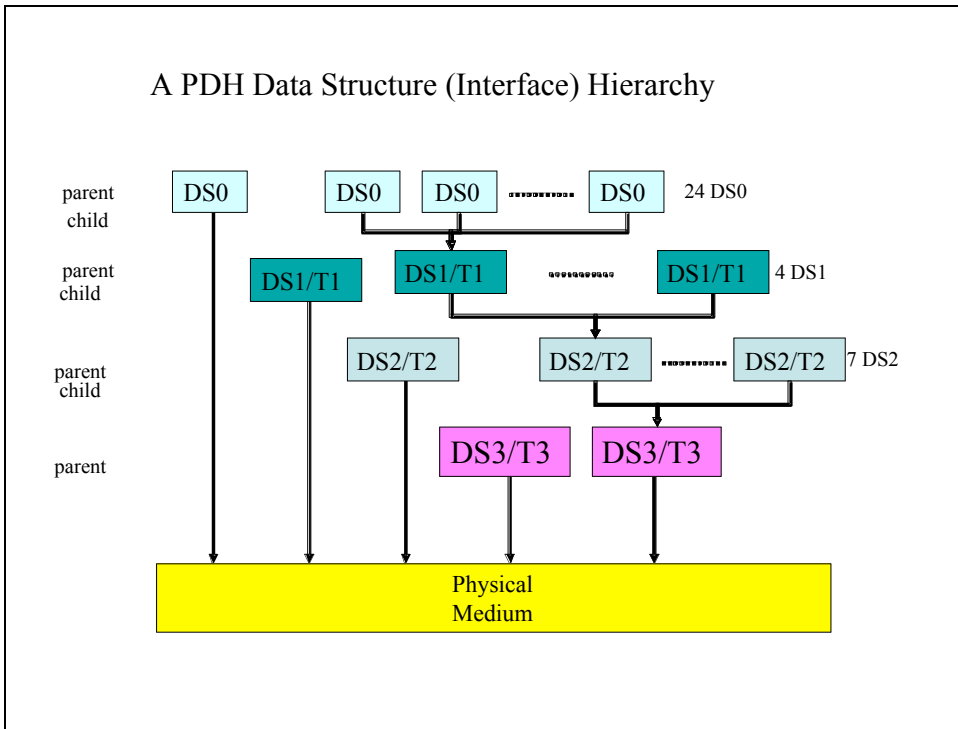 A PDH Data Structure (Interface) Hierarchy
parent
child
DS0
DS0
DS0
DS0
24 DS0
parent
child
DS1/T1
DS1/T1
DS1/T1
4 DS1
parent
child
DS2/T2
DS2/T2
DS2/T2
7 DS2
parent
DS3/T3
DS3/T3
Physical
Medium